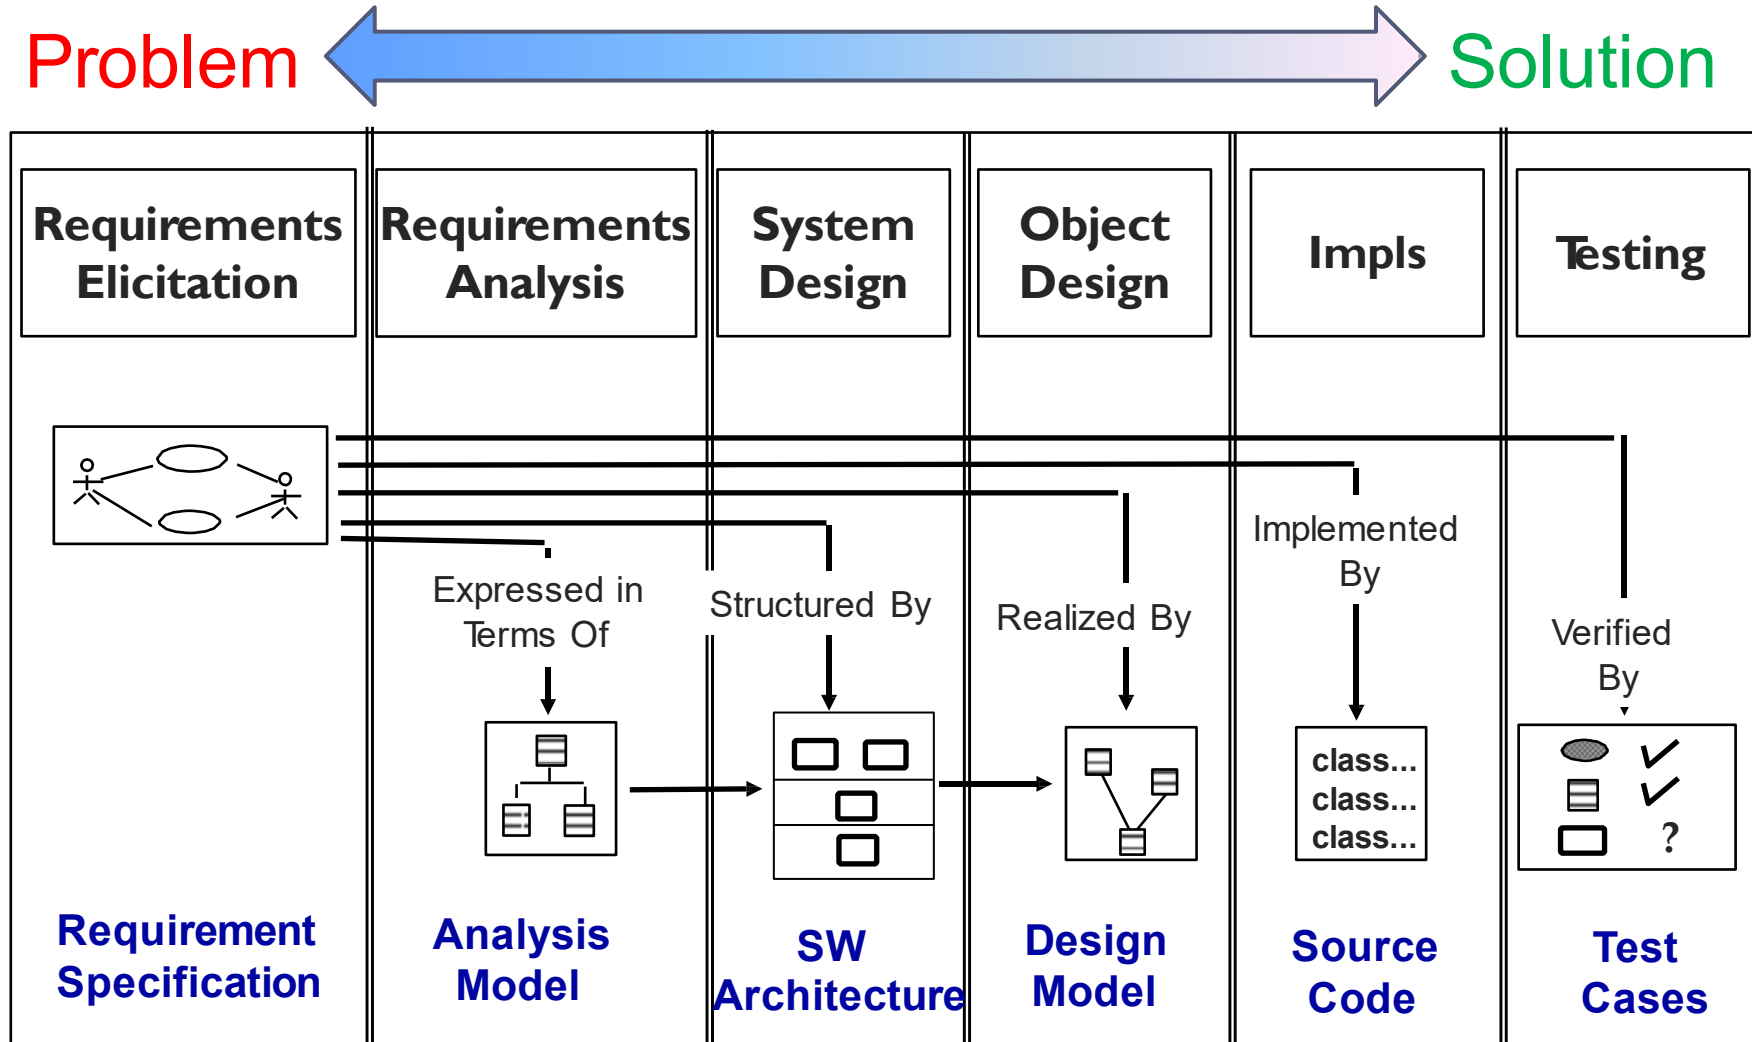 Problem
Solution
Requirements
Elicitation
Requirements
Analysis
System
Design
Object
Design
Impls
Testing
Expressed in
Terms Of
Structured By
Realized By
Implemented
By
Verified
By
class...
class...
class...
?
Requirement
Specification
Analysis
Model
SW
Architecture
Design
Model
Source
Code
Test
Cases